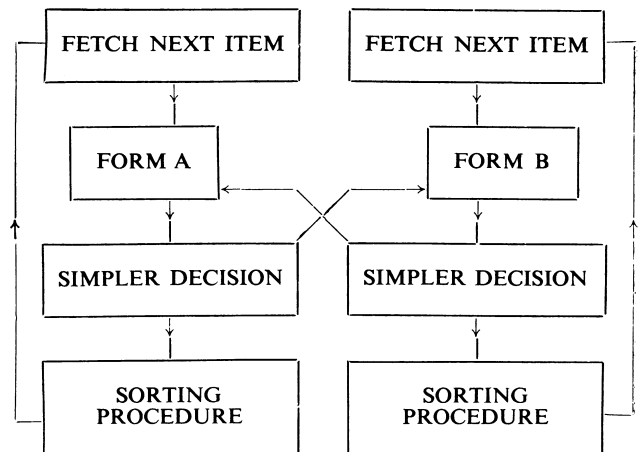 FETCH NEXT ITEM
FETCH NEXT ITEM
FORM A
FORM B
SIMPLER DECISION
SIMPLER DECISION
SORTING
PROCEDURE
SORTING
PROCEDURE